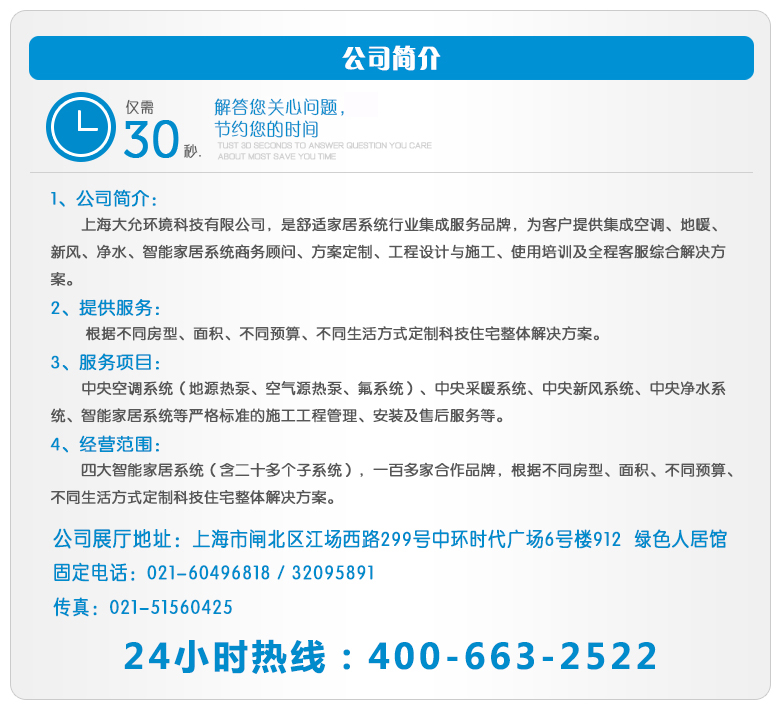 公司简介
仅需
30秒.
解答您关心问题，
节约您的时间
TUST 30 SECONDS TO ANSWER QUESTION YOU CARE
ABOUT MOST SAVE YOU TIME
1、公司简介：
上海大允环境科技有限公司，是舒适家居系统行业集成服务品牌，为客户提供集成空调、地暖、
新风、净水、智能家居系统商务顾问、方案定制、工程设计与施工、使用培训及全程客服综合解决方
案。
2、提供服务：
根据不同房型、面积、不同预算、不同生活方式定制科技住宅整体解决方案。
3、服务项目：
中央空调系统（地源热泵、空气源热泵、氟系统）、中央采暖系统、中央新风系统、中央净水系
统、智能家居系统等严格标准的施工工程管理、安装及售后服务等。
4、经营范围：
四大智能家居系统（含二十多个子系统），一百多家合作品牌，根据不同房型、面积、不同预算、
不同生活方式定制科技住宅整体解决方案。
公司展厅地址：上海市闸北区江场西路299号中环时代广场6号楼912 绿色人居馆
固定电话：021-60496818 / 32095891
传真：021-51560425
24小时热线：400-663-2522